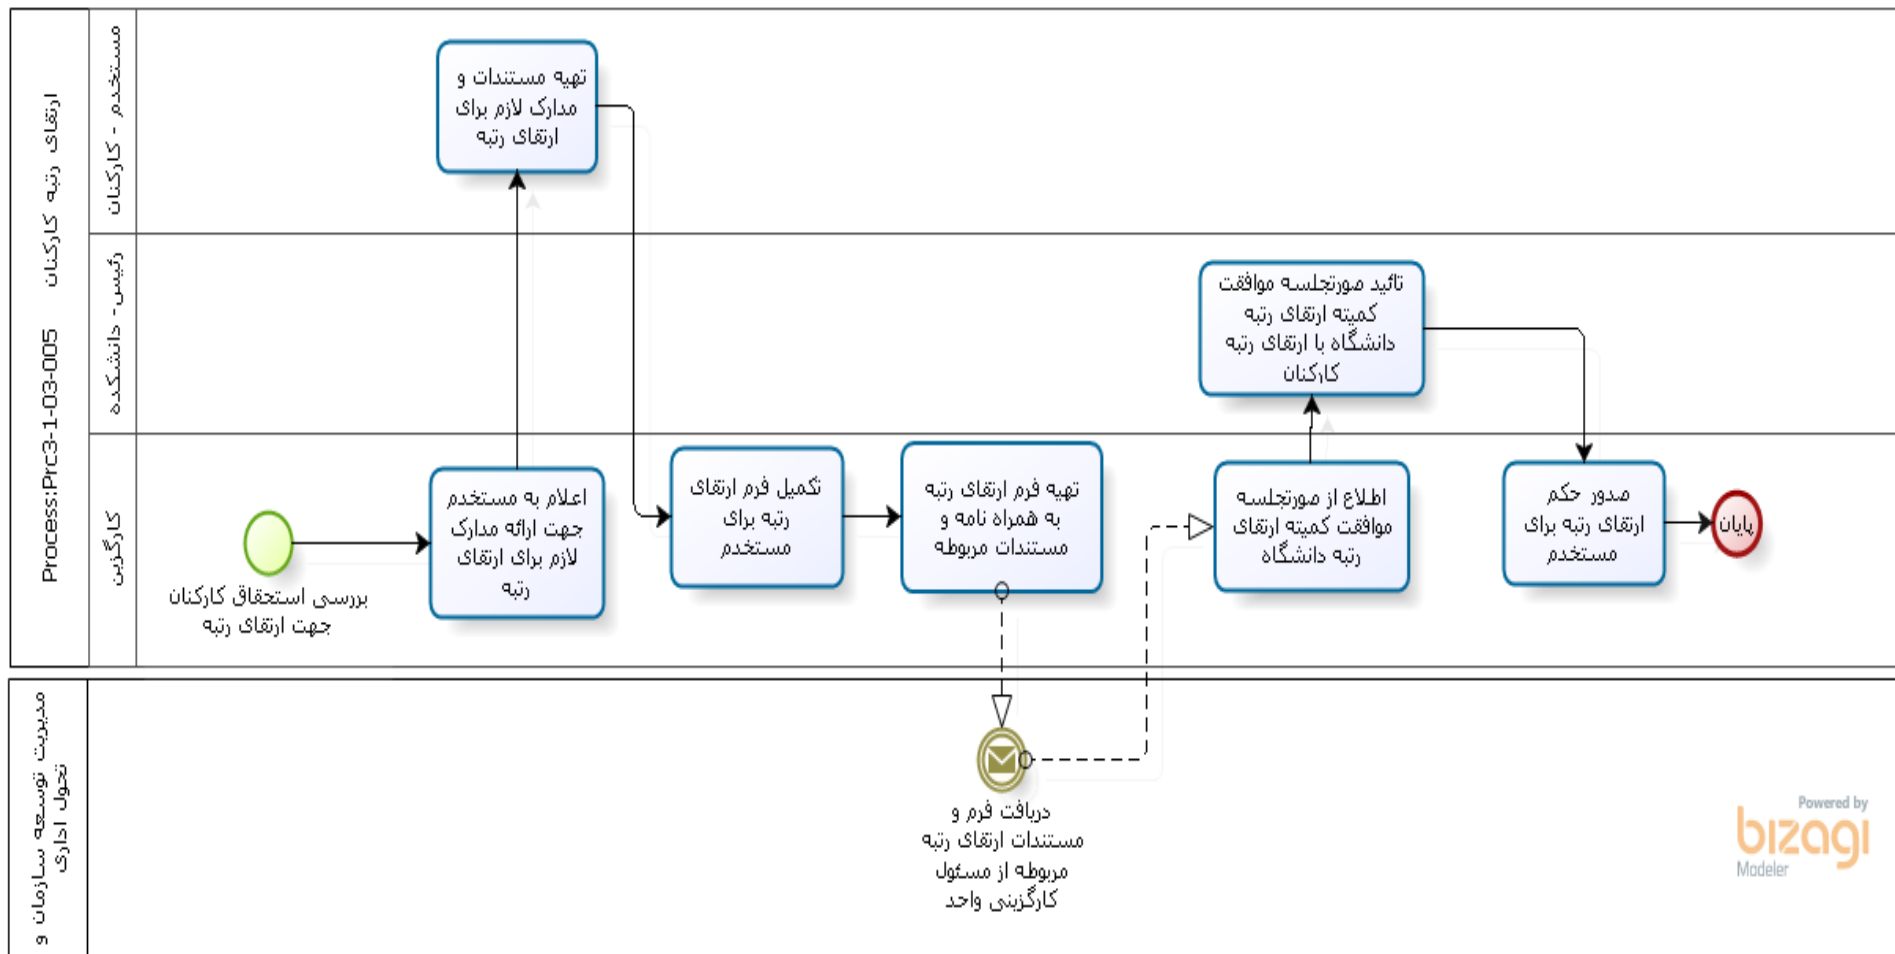 ارتقای رتبه کارکنان
Process:Prc3-1-03-005
مستخدم - کارکنان
تهیه مستندات و
مدارک لازم برای
ارتقای رتبه
رئیس- دانشکده
تائید صورتجلسه موافقت
کمیته ارتقای رتبه
دانشگاه با ارتقای رتبه
کارکنان
کارگزین
بررسی استحقاق کارکنان
جهت ارتقای رتبه
اعلام به مستخدم
جهت ارائه مدارک
لازم برای ارتقای
رتبه
تکمیل فرم ارتقای
رتبه برای
مستخدم
تهیه فرم ارتقای رتبه
به همراه نامه و
مستندات مربوطه
اطلاع از صورتجلسه
موافقت کمیته ارتقای
رتبه دانشگاه
صدور حکم
ارتقای رتبه برای
مستخدم
پایان
مدیریت توسعه سازمان و
تحول اداری
دریافت فرم و
مستندات ارتقای رتبه
مربوطه از مسئول
کارگزینی واحد
Powered by
bizagi
Modeler